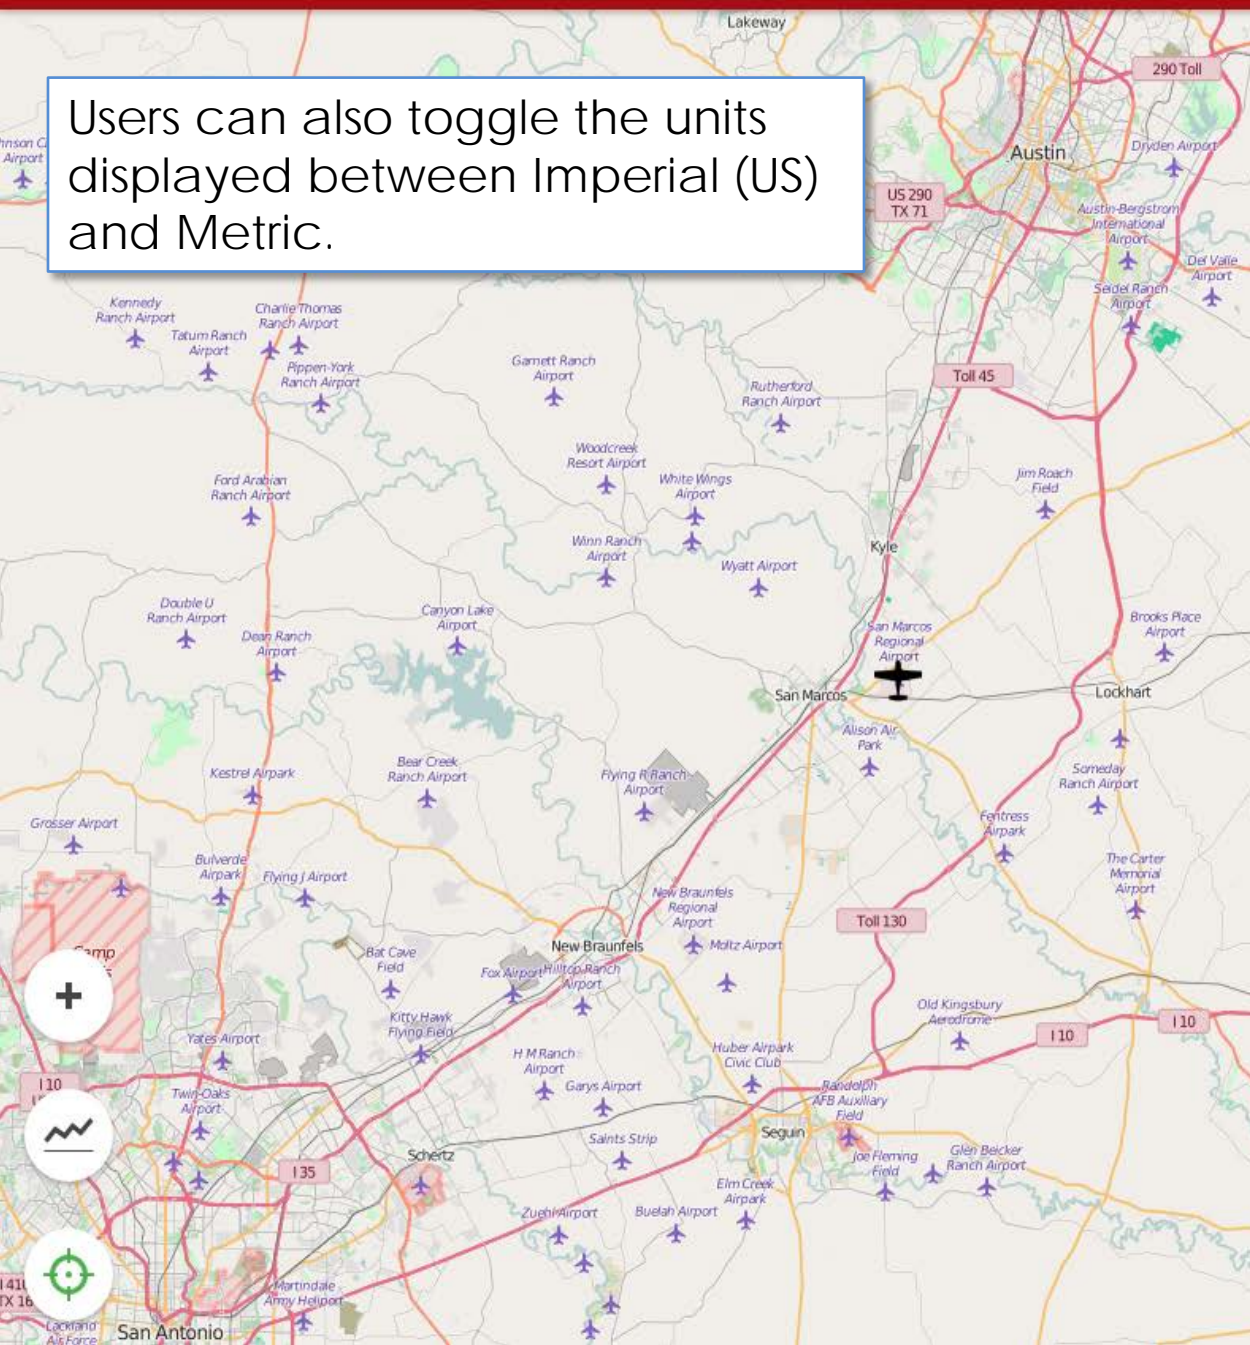 Lakeway
290 Toll
Users can also toggle the units
displayed between Imperial (US)
and Metric.
Airport
Austin
Dryden Airport
US 290
TX 71
Austin-Bergstrom
International
Airport
Del Valle
Airport
Seidel Ranch
Airport
Kennedy
Ranch Airport
Charlie Thomas
Ranch Airport
Tatum Ranch
Airport
Pippen-York
Ranch Airport
Garnett Ranch
Airport
Toll 45
Rutherford
Ranch Airport
Woodcreek
Resort Airport
White Wings
Airport
Jim Roach
Field
Ford Arabian
Ranch Airport
Winn Ranch
Airport
Kyle
Wyatt Airport
Double U
Ranch Airport
Canyon Lake
Airport
Dean Ranch
Airport
San Marcos
Regional
Airport
Brooks Place
Airport
San Marcos
Lockhart
Alison Air
Park
Kestrel Airpark
Bear Creek
Ranch Airport
Flying R Ranch
Airport
Someday
Ranch Airport
Grosser Airport
Fentress
Airpark
Bulverde
Airpark
Flying J Airport
The Carter
Memorial
Airport
New Braunfels
Regional
Airport
Toll 130
New Braunfels
Moltz Airport
Bat Cave
Field
Fox Airport
Hilltop Ranch
Airport
Old Kingsbury
Aerodrome
Kitty Hawk
Flying Field
I 10
I 10
Yates Airport
H M Ranch
Airport
Huber Airpark
Civic Club
I 10
Twin-Oaks
Airport
Garys Airport
Randolph
AFB Auxiliary
Field
Saints Strip
Seguin
Schertz
I 35
Joe Fleming
Field
Glen Beicker
Ranch Airport
Elm Creek
Airpark
Zuehl Airport
Buelah Airport
Martindale
Army Heliport
TX 16
Lackland
Air Force
San Antonio